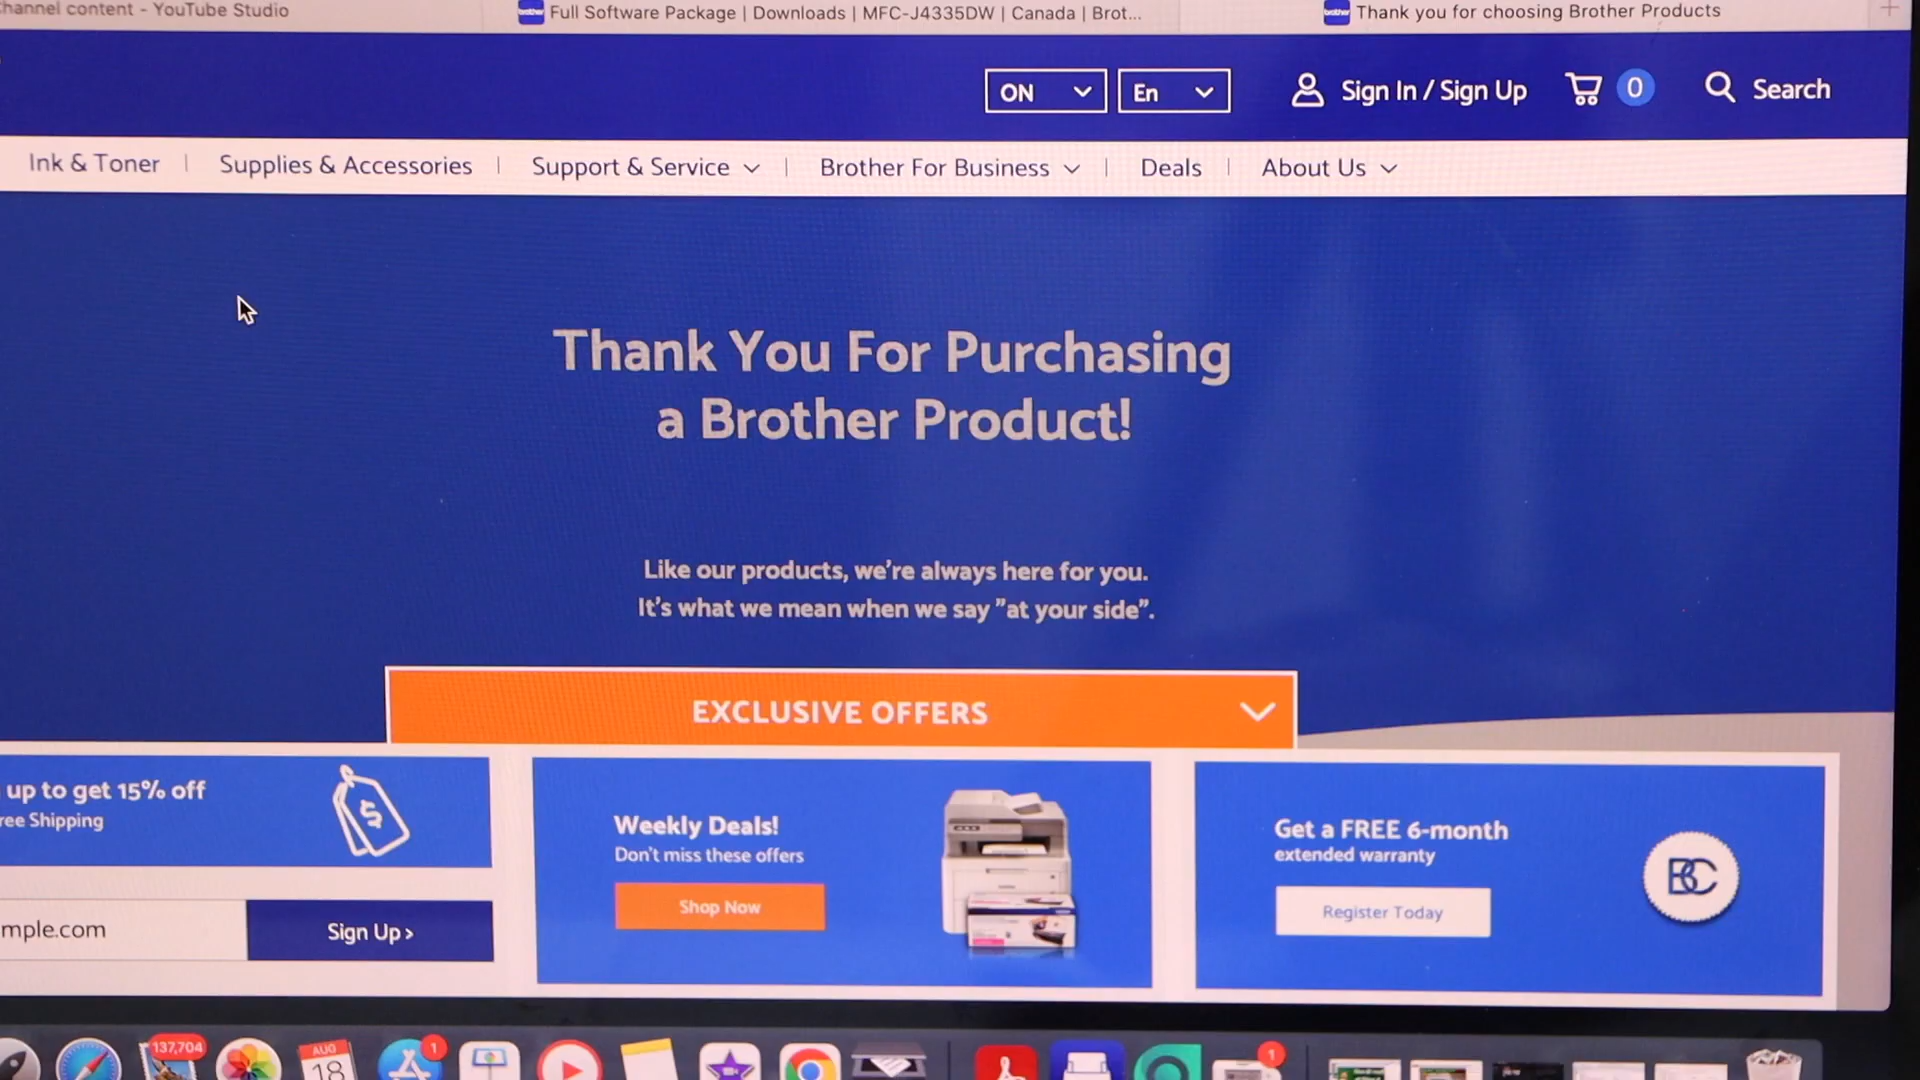 hannel content - YouTube Studio
Full Software Package | Downloads | MFC-J4335DW | Canada | Brot...
Thank you for choosing Brother Products
ON
En
Sign In / Sign Up
0
Search
Ink & Toner
Supplies & Accessories
Support & Service
Brother For Business
Deals
About Us
Thank You For Purchasing
a Brother Product!
Like our products, we're always here for you.
It's what we mean when we say "at your side".
EXCLUSIVE OFFERS
up to get 15% off
ree Shipping
mple.com
Sign Up >
Weekly Deals!
Don't miss these offers
Shop Now
Get a FREE 6-month
extended warranty
Register Today
BC
137,704
AUG
18
1
1